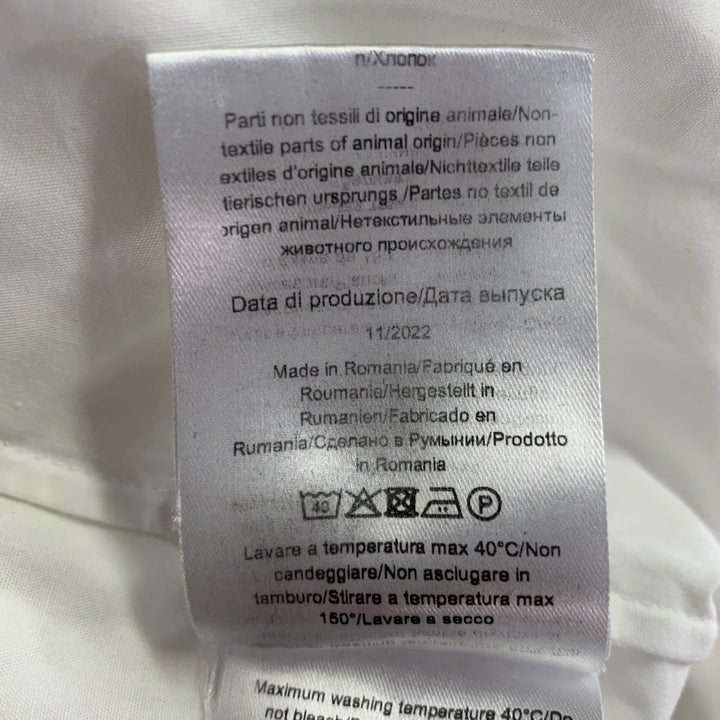 п/Хлопок
-----
Parti non tessili di origine animale/Non-
textile parts of animal origin/Pièces non
extiles d'origine animale/Nichttextile teile
tierischen ursprungs /Partes no textil de
origen animal/Нетекстильные элементы
животного происхождения
Data di produzione/Дата выпуска
11/2022
Made in Romania/Fabriqué en
Roumanie/Hergestellt in
Rumanien/Fabricado en
Rumania/Сделано в Румынии/Prodotto
in Romania
40 P
Lavare a temperatura max 40°C/Non
candeggiare/Non asciugare in
tamburo/Stirare a temperatura max
150°/Lavare a secco
Maximum washing temperature 40°C/Do
not bleach/